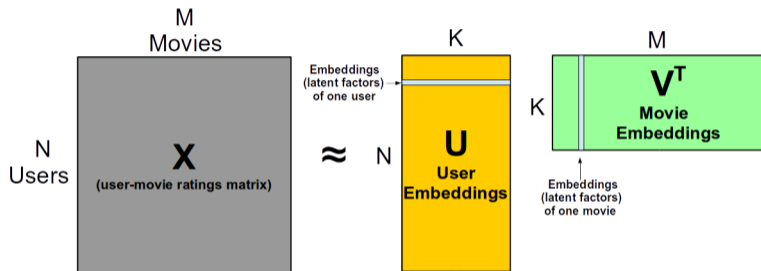 M
Movies
N
Users
X
(user-movie ratings matrix)
≈
Embeddings
(latent factors)
of one user
K
N
U
User
Embeddings
M
K
V^T
Movie
Embeddings
Embeddings
(latent factors)
of one movie